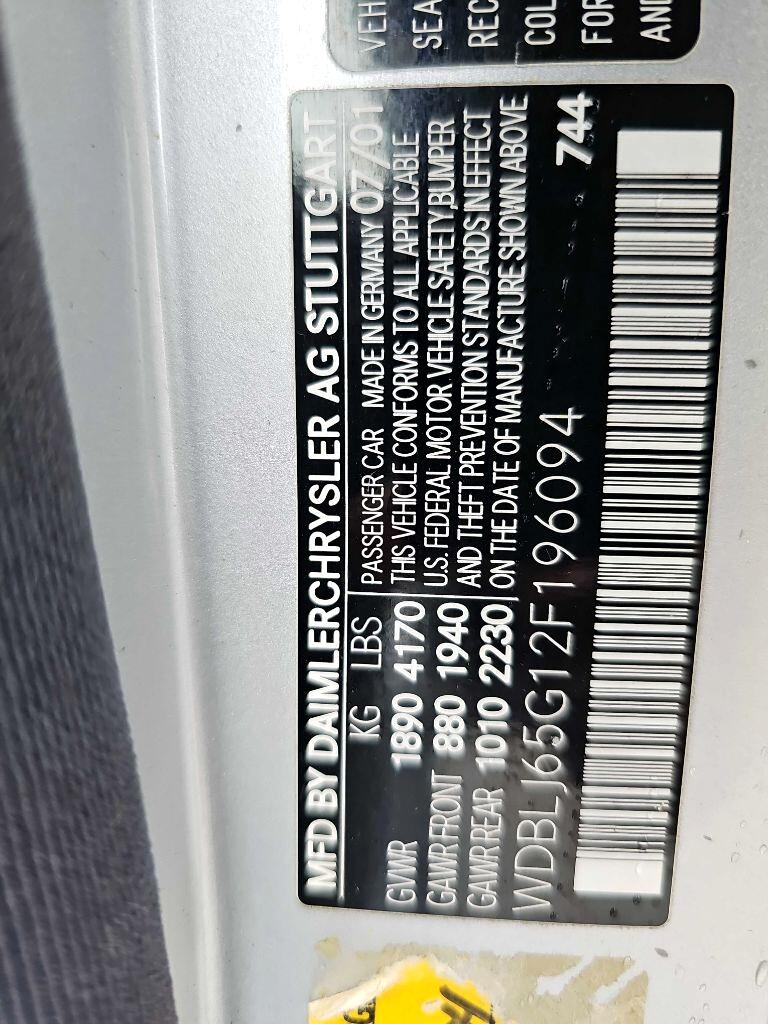 MFD BY DAIMLERCHRYSLER AG STUTTGART
KG LBS PASSENGER CAR MADE IN GERMANY 07/01
GVWR 1890 4170 THIS VEHICLE CONFORMS TO ALL APPLICABLE
GAWR FRONT 880 1940 U.S. FEDERAL MOTOR VEHICLE SAFETY, BUMPER
GAWR REAR 1010 2230 AND THEFT PREVENTION STANDARDS IN EFFECT
ON THE DATE OF MANUFACTURE SHOWN ABOVE
WDBLJ65G12F196094 744
VEH
SEA
REC
COL
FOR
AND